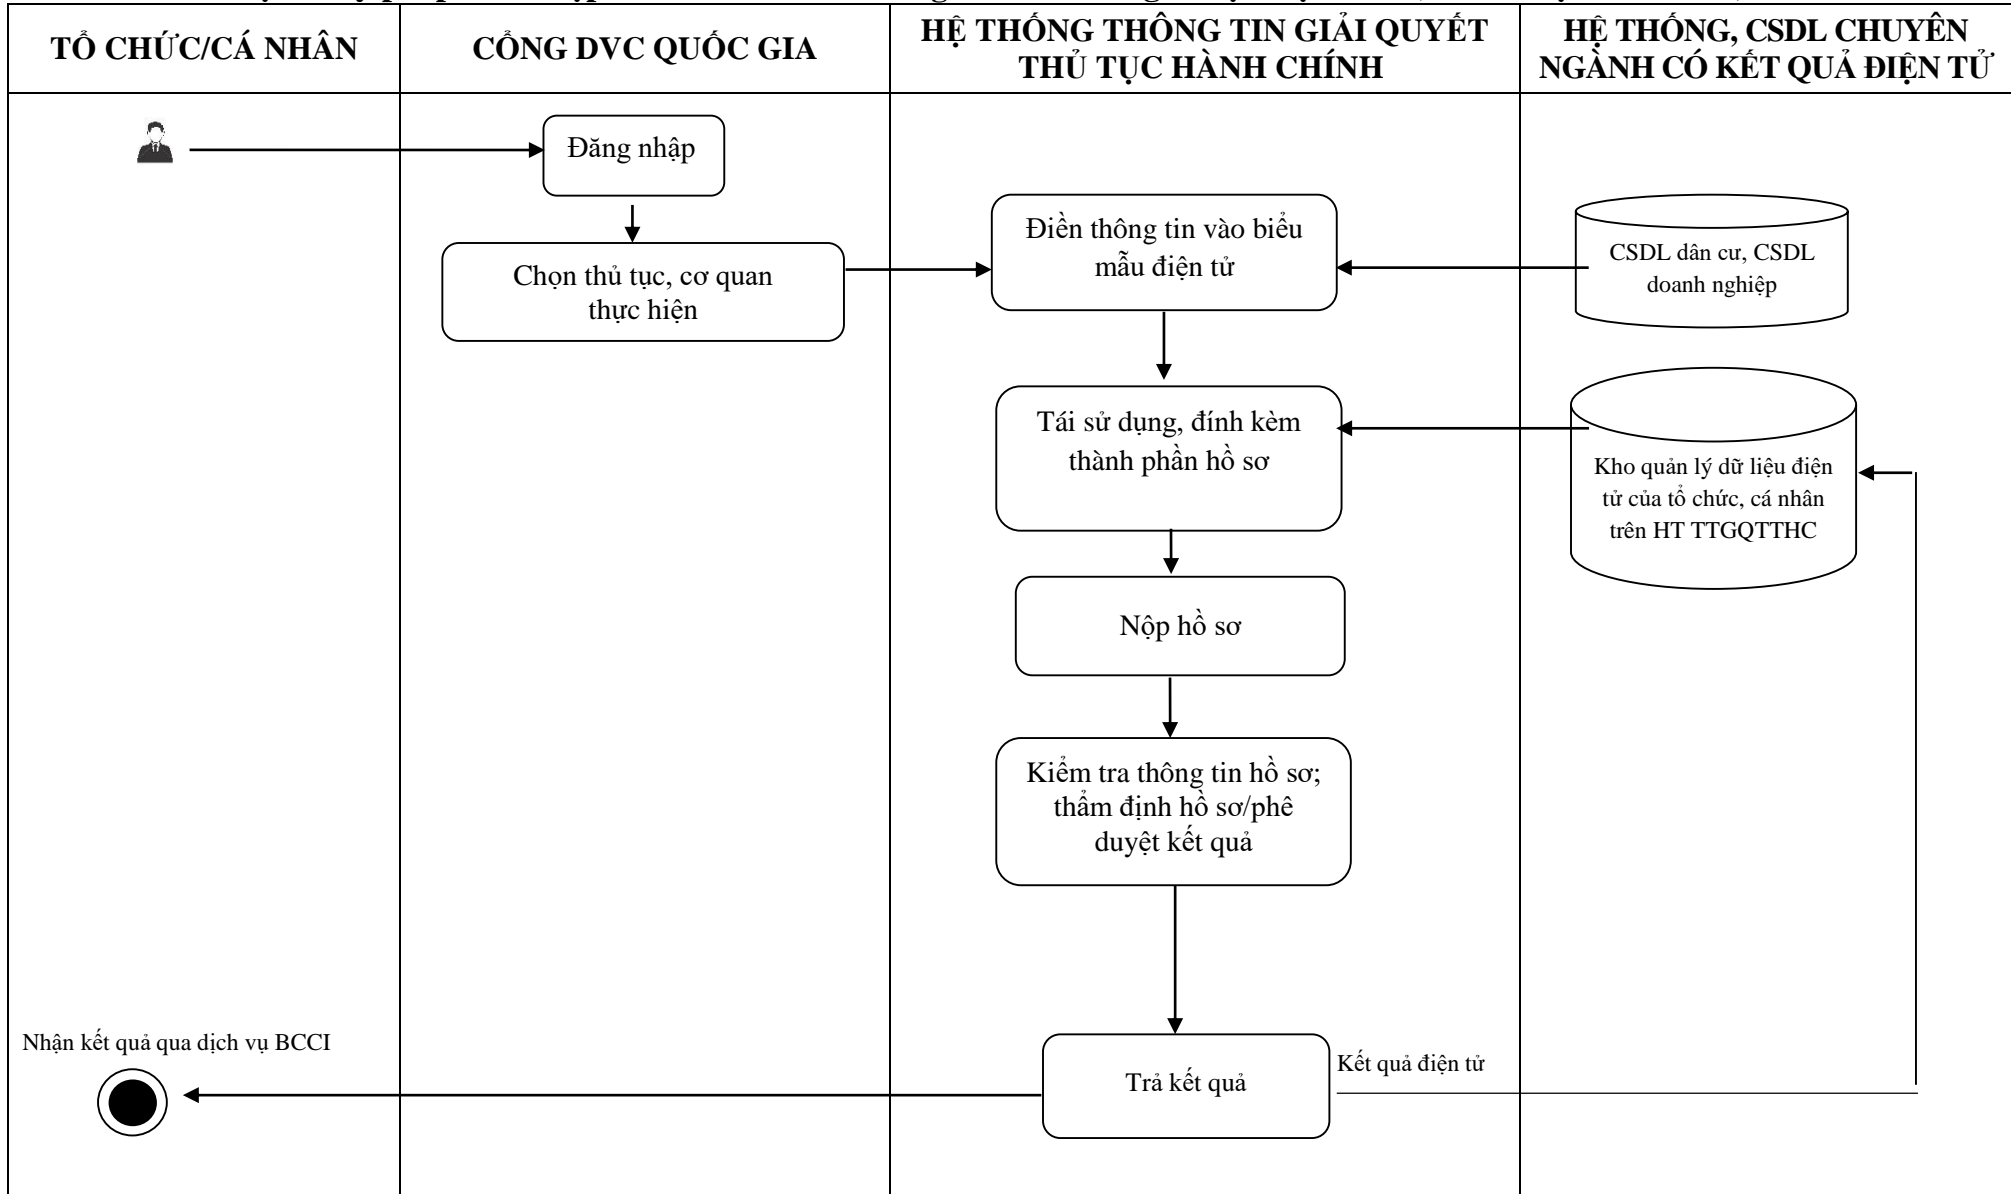 TỔ CHỨC/CÁ NHÂN
CỔNG DVC QUỐC GIA
HỆ THỐNG THÔNG TIN GIẢI QUYẾT
THỦ TỤC HÀNH CHÍNH
HỆ THỐNG, CSDL CHUYÊN
NGÀNH CÓ KẾT QUẢ ĐIỆN TỬ
Đăng nhập
Chọn thủ tục, cơ quan
thực hiện
Điền thông tin vào biểu
mẫu điện tử
CSDL dân cư, CSDL
doanh nghiệp
Tái sử dụng, đính kèm
thành phần hồ sơ
Kho quản lý dữ liệu điện
tử của tổ chức, cá nhân
trên HT TTGQTTHC
Nộp hồ sơ
Kiểm tra thông tin hồ sơ;
thẩm định hồ sơ/phê
duyệt kết quả
Nhận kết quả qua dịch vụ BCCI
Trả kết quả
Kết quả điện tử